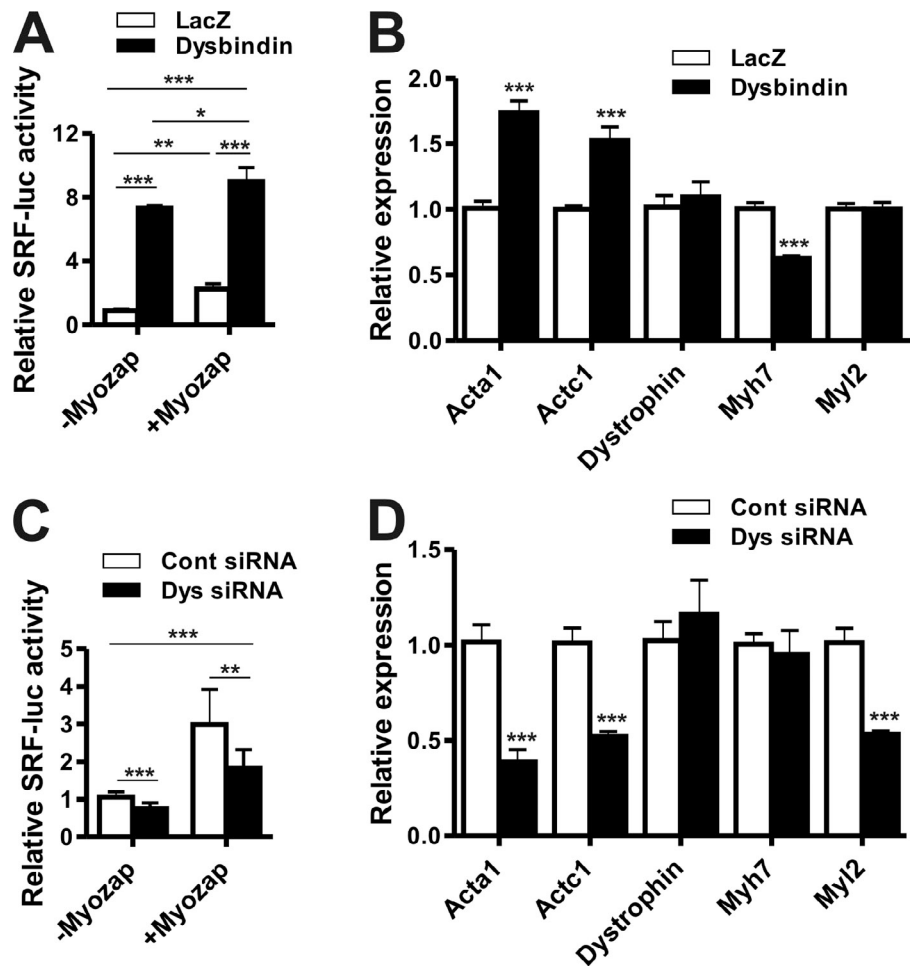 A
LacZ
Dysbindin
Relative SRF-luc activity
12
8
4
0
***
*
**
***
***
-Myozap
+Myozap
B
LacZ
Dysbindin
Relative expression
2.0
1.5
1.0
0.5
0.0
***
***
***
Acta1
Actc1
Dystrophin
Myh7
Myl2
C
Cont siRNA
Dys siRNA
Relative SRF-luc activity
5
4
3
2
1
0
***
**
***
-Myozap
+Myozap
D
Cont siRNA
Dys siRNA
Relative expression
1.5
1.0
0.5
0.0
***
***
***
Acta1
Actc1
Dystrophin
Myh7
Myl2